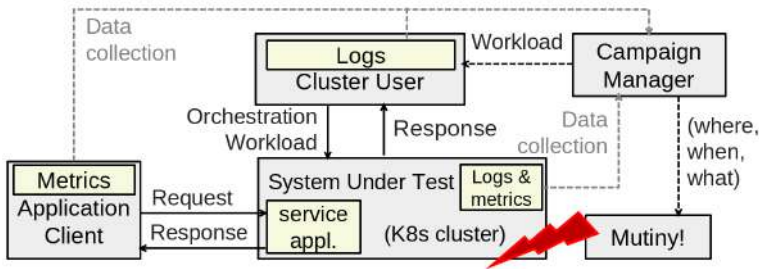 Data
collection
Logs
Cluster User
Workload
Campaign
Manager
Orchestration
Workload
Response
Data
collection
(where,
when,
what)
Metrics
Application
Client
Request
Response
System Under Test
Logs &
metrics
service
appl.
(K8s cluster)
Mutiny!